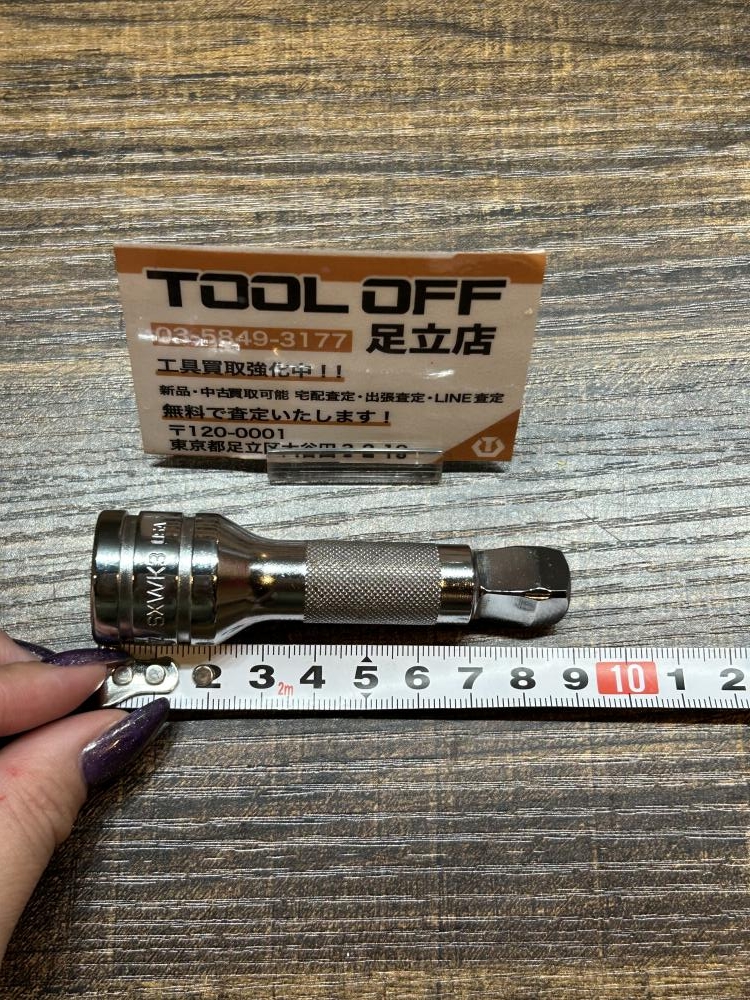 TOOL OFF
03-5849-3177 足立店
工具買取強化中!!
新品・中古買取可能 宅配査定・出張査定・LINE査定
無料で査定いたします!
〒120-0001
東京都足立区大谷田
SXWK3 USA
2 3 4 5 6 7 8 9 10 1 2
2m